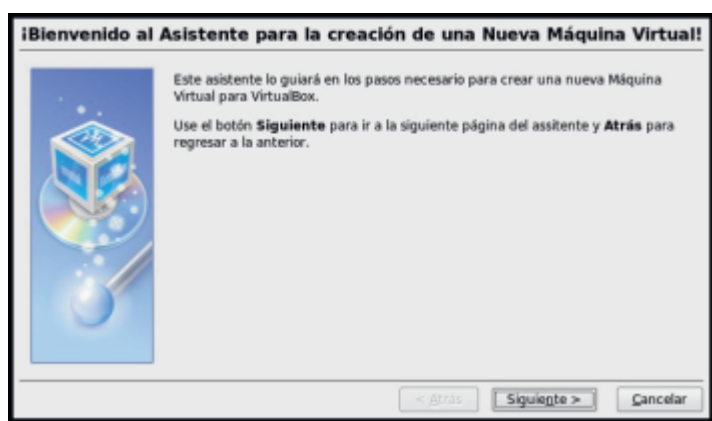 ¡Bienvenido al Asistente para la creación de una Nueva Máquina Virtual!
Este asistente lo guiará en los pasos necesario para crear una nueva Máquina
Virtual para VirtualBox.
Use el botón Siguiente para ir a la siguiente página del assitente y Atrás para
regresar a la anterior.
< Atrás
Siguiente >
Cancelar